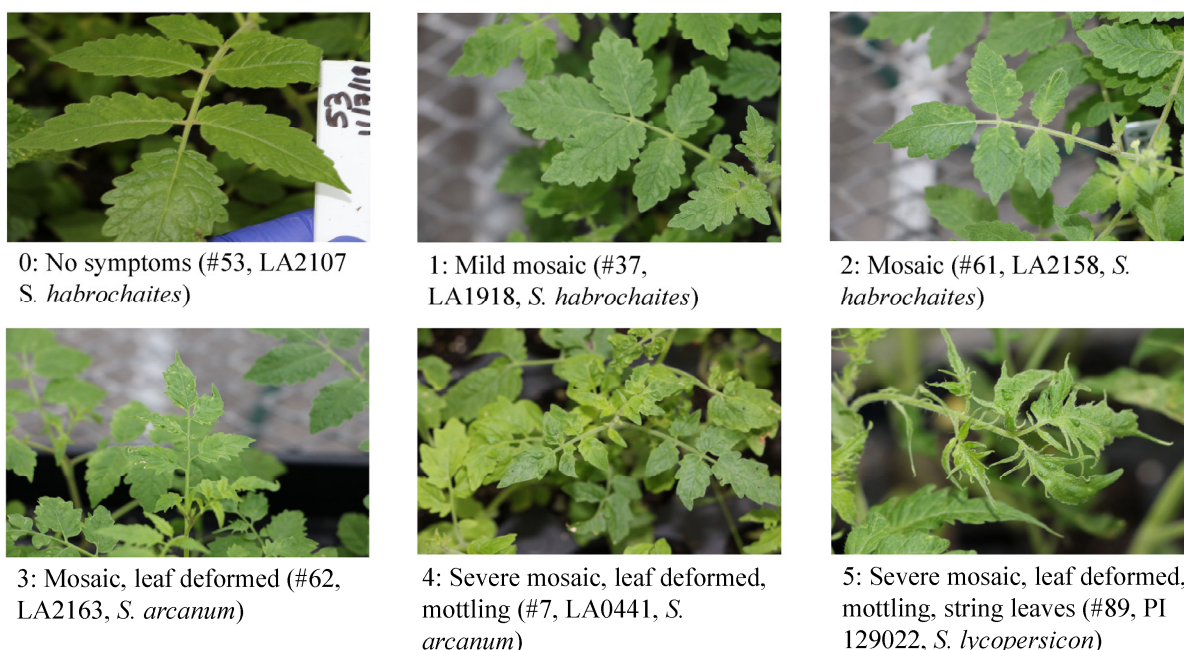 53
11/7/19
0: No symptoms (#53, LA2107
S. habrochaites)
1: Mild mosaic (#37,
LA1918, S. habrochaites)
2: Mosaic (#61, LA2158, S.
habrochaites)
3: Mosaic, leaf deformed (#62,
LA2163, S. arcanum)
4: Severe mosaic, leaf deformed,
mottling (#7, LA0441, S.
arcanum)
5: Severe mosaic, leaf deformed,
mottling, string leaves (#89, PI
129022, S. lycopersicon)